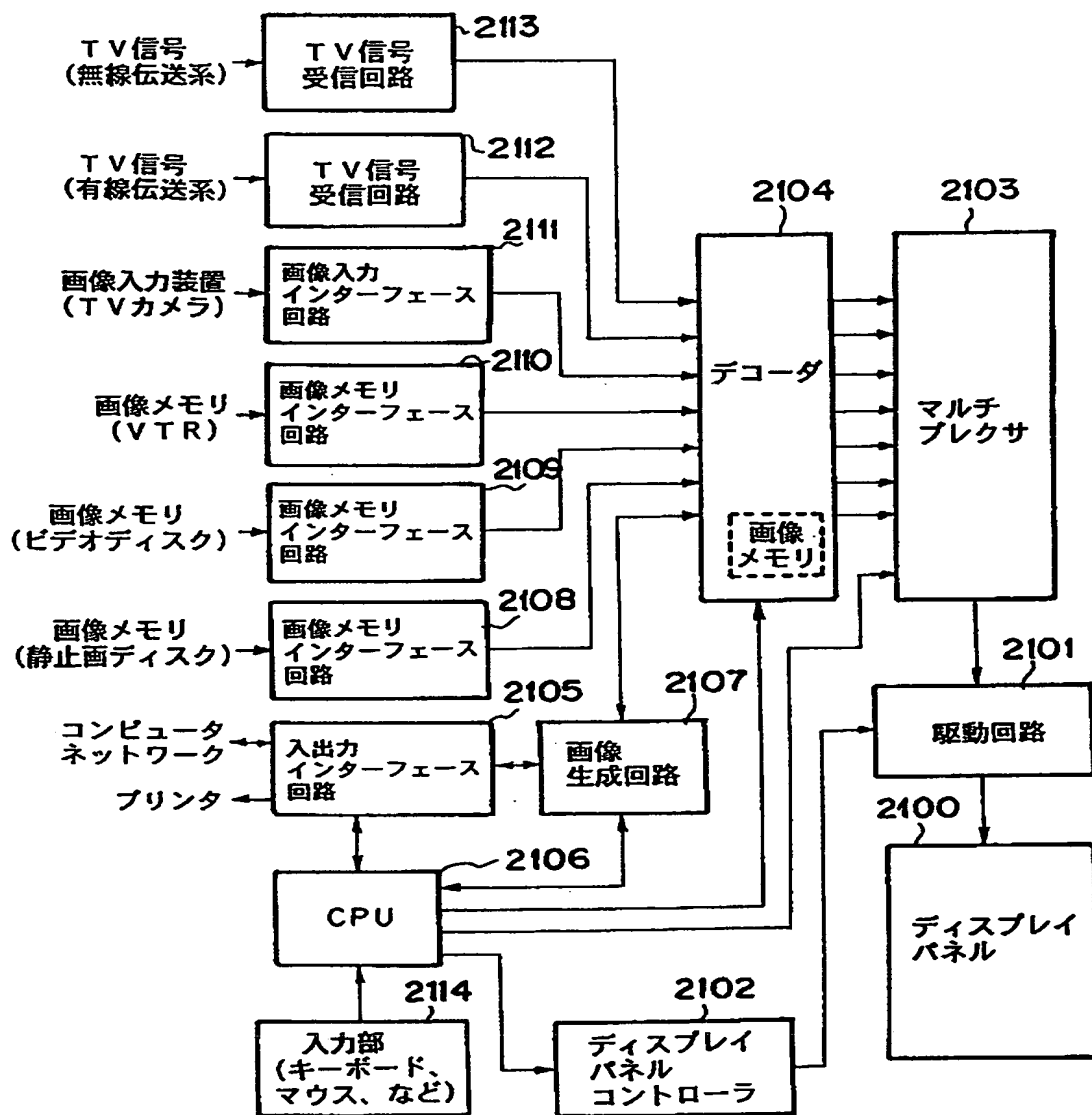 2113
TV信号
(無線伝送系)
TV信号
受信回路
2112
TV信号
(有線伝送系)
TV信号
受信回路
2104
2103
2111
画像入力装置
(TVカメラ)
画像入力
インターフェース
回路
デコーダ
マルチ
プレクサ
2110
画像メモリ
(VTR)
画像メモリ
インターフェース
回路
2109
画像メモリ
(ビデオディスク)
画像メモリ
インターフェース
回路
画像
メモリ
2108
画像メモリ
(静止画ディスク)
画像メモリ
インターフェース
回路
2101
駆動回路
2105
2107
コンピュータ
ネットワーク
プリンタ
入出力
インターフェース
回路
画像
生成回路
2100
ディスプレイ
パネル
2106
CPU
2114
入力部
(キーボード、
マウス、など)
2102
ディスプレイ
パネル
コントローラ